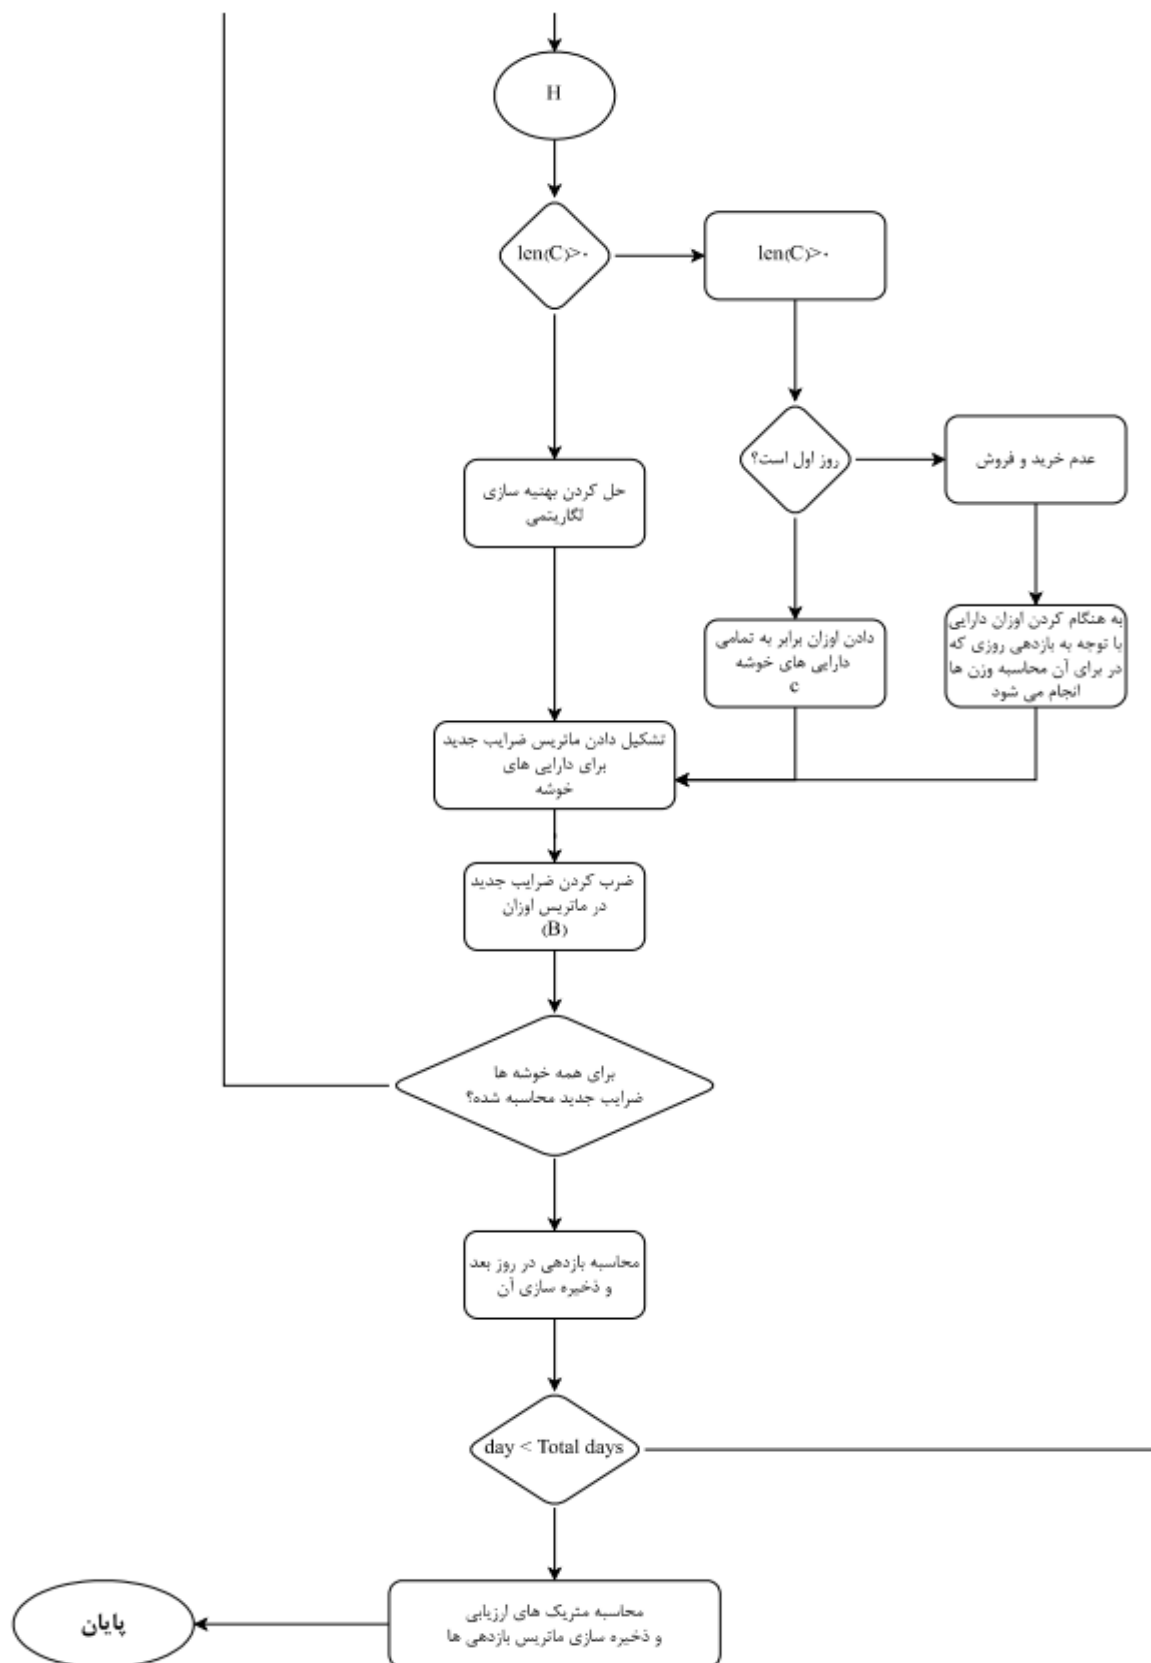 H
len(C)>۰
len(C)>۰
روز اول است؟
عدم خرید و فروش
حل کردن بهنیه سازی
لگاریتمی
دادن اوزان برابر به تمامی
دارایی های خوشه
c
به هنگام کردن اوزان دارایی
با توجه به بازدهی روزی که
در برای آن محاسبه وزن ها
انجام می شود
تشکیل دادن ماتریس ضرایب جدید
برای دارایی های
خوشه
ضرب کردن ضرایب جدید
در ماتریس اوزان
(B)
برای همه خوشه ها
ضرایب جدید محاسبه شده؟
محاسبه بازدهی در روز بعد
و ذخیره سازی آن
day < Total days
محاسبه متریک های ارزیابی
و ذخیره سازی ماتریس بازدهی ها
پایان